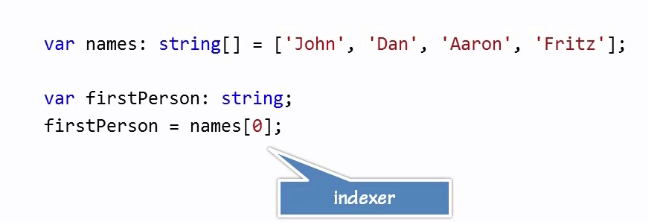 var names: string[] = ['John', 'Dan', 'Aaron', 'Fritz'];
var firstPerson: string;
firstPerson = names[0];
indexer